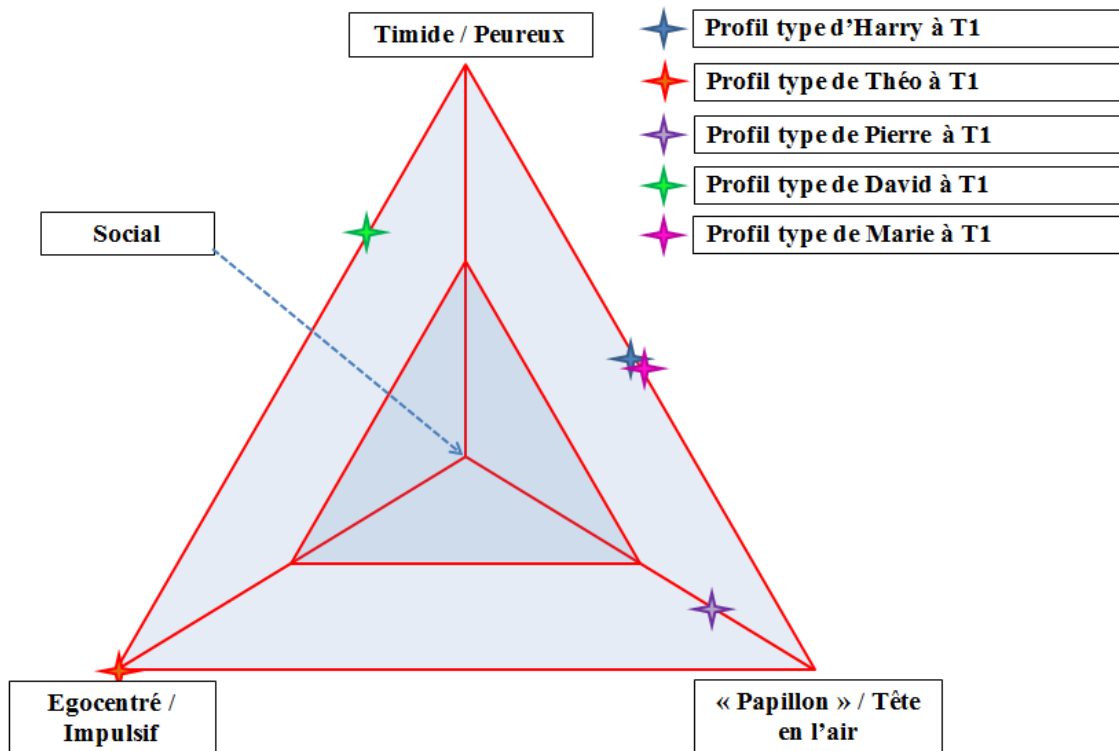 Timide / Peureux
Profil type d’Harry à T1
Profil type de Théo à T1
Profil type de Pierre à T1
Profil type de David à T1
Profil type de Marie à T1
Social
Egocentré /
Impulsif
« Papillon » / Tête
en l’air